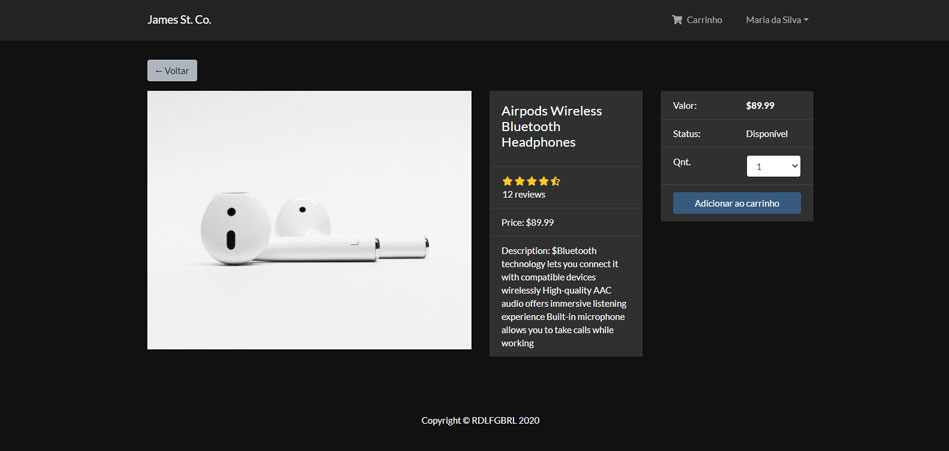 James St. Co.
Carrinho
Maria da Silva
← Voltar
Airpods Wireless
Bluetooth
Headphones
12 reviews
Price: $89.99
Description: $Bluetooth
technology lets you connect it
with compatible devices
wirelessly High-quality AAC
audio offers immersive listening
experience Built-in microphone
allows you to take calls while
working
Valor: $89.99
Status: Disponível
Qnt. 1
Adicionar ao carrinho
Copyright © RDLFGBRL 2020